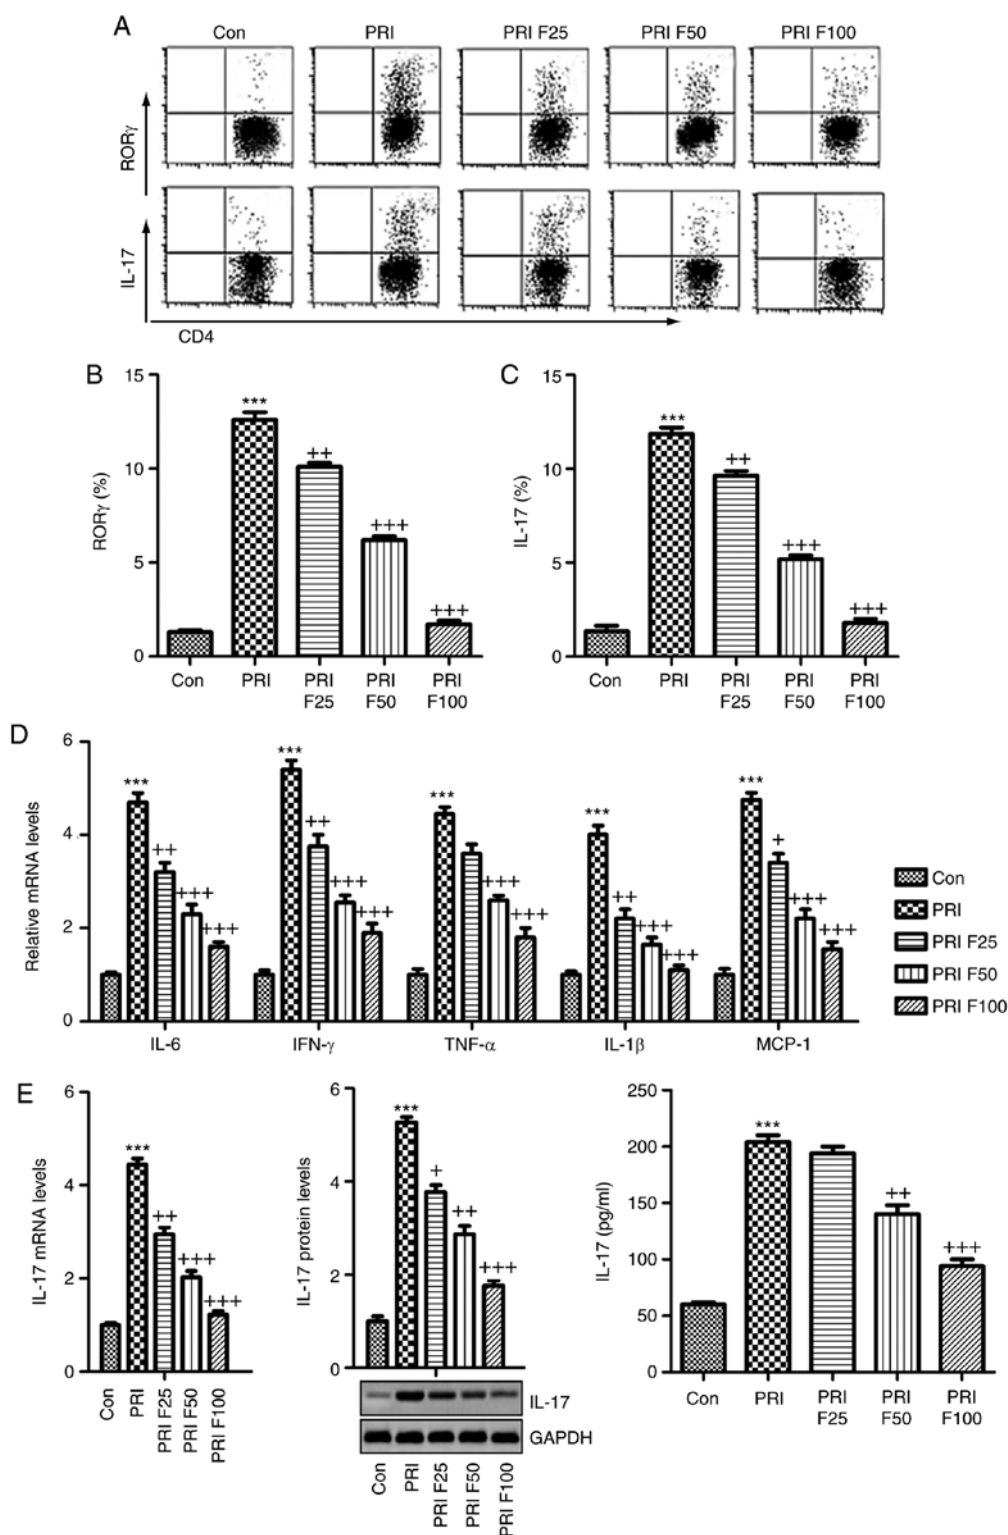 A
Con PRI PRI F25 PRI F50 PRI F100
RORγ
IL-17
CD4
B
15
10
5
0
RORγ (%)
***
++
+++
+++
Con PRI PRI PRI PRI
F25 F50 F100
C
15
10
5
0
IL-17 (%)
***
++
+++
+++
Con PRI PRI PRI PRI
F25 F50 F100
D
6
4
2
0
Relative mRNA levels
*** ++ +++ +++
*** ++ +++ +++
*** +++ +++
*** ++ +++ +++
*** + +++ +++
IL-6 IFN-γ TNF-α IL-1β MCP-1
Con
PRI
PRI F25
PRI F50
PRI F100
E
6
4
2
0
IL-17 mRNA levels
***
++
+++
+++
Con
PRI
PRI F25
PRI F50
PRI F100
6
4
2
0
IL-17 protein levels
***
+
++
+++
IL-17
GAPDH
Con
PRI
PRI F25
PRI F50
PRI F100
250
200
150
100
50
0
IL-17 (pg/ml)
***
++
+++
Con PRI PRI PRI PRI
F25 F50 F100